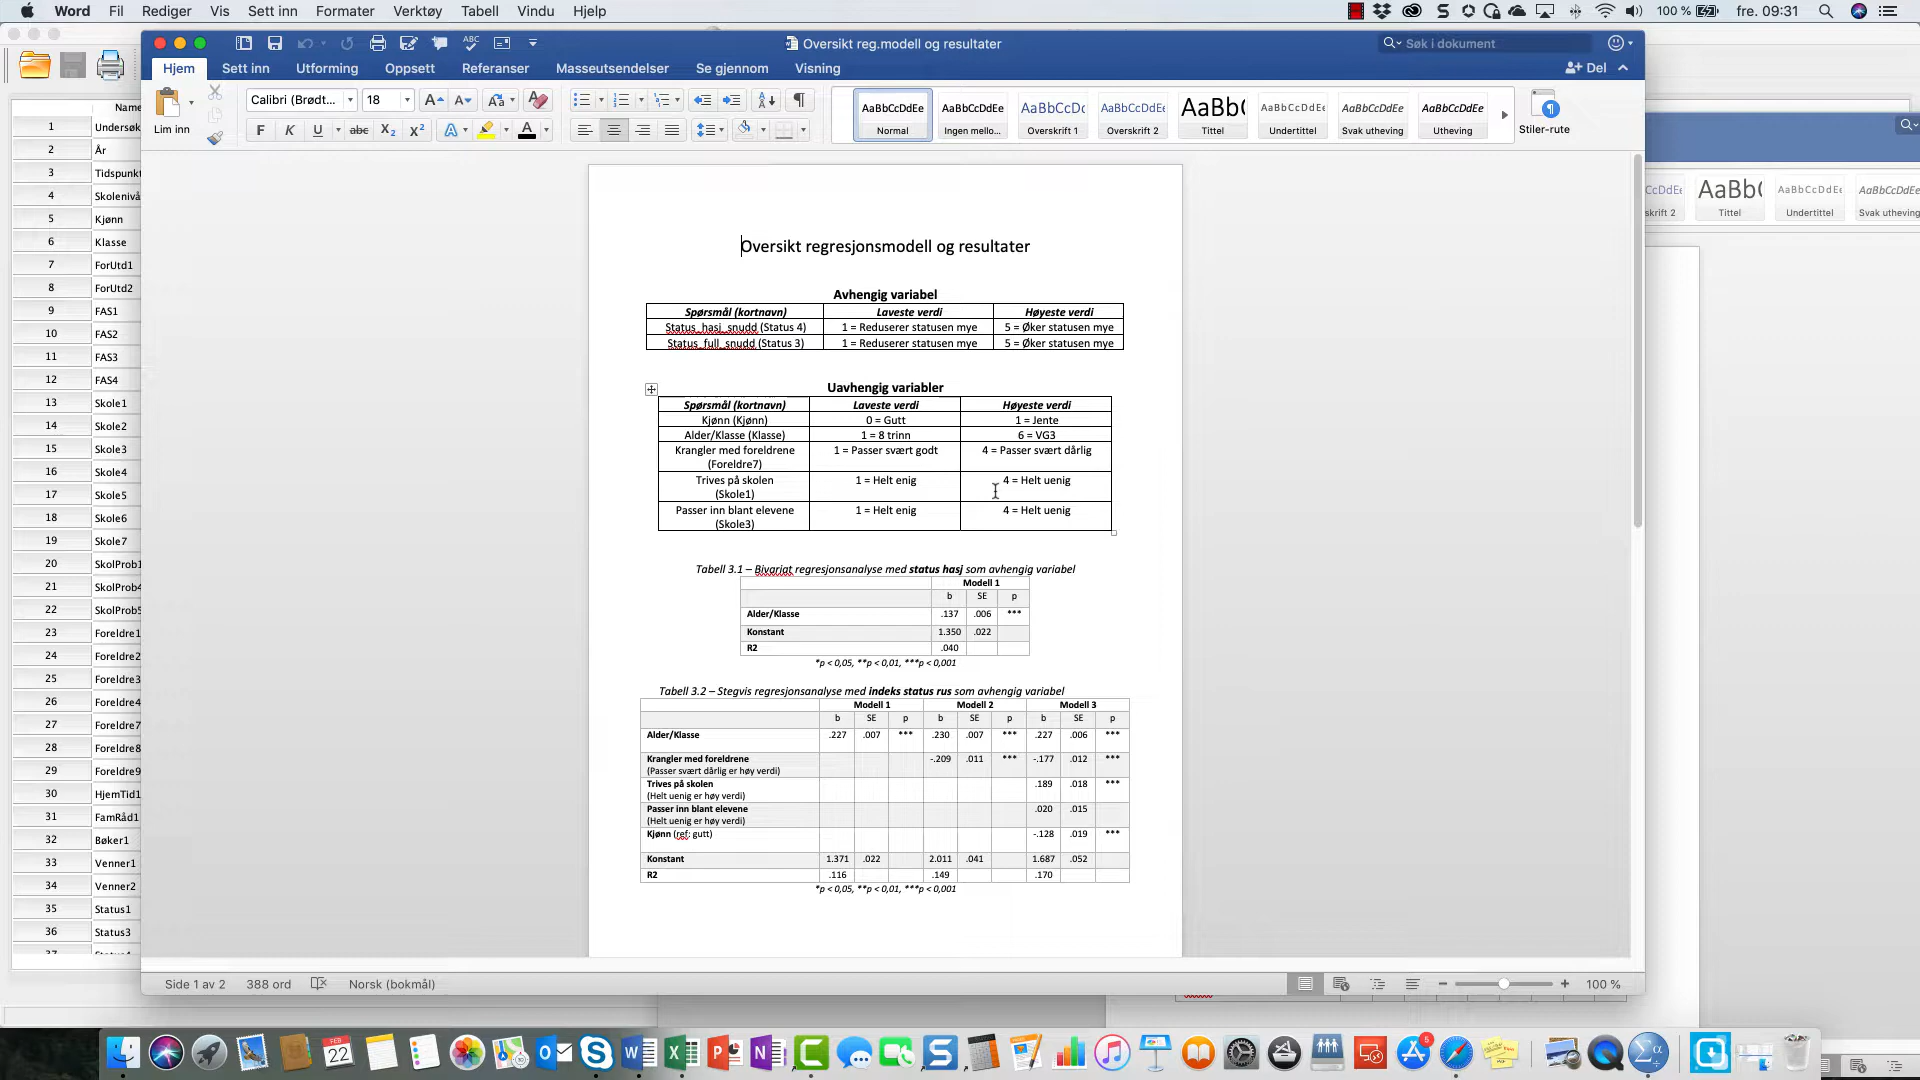 Word Fil Rediger Vis Sett inn Formater Verktøy Tabell Vindu Hjelp 100 % fre. 09:31
Oversikt reg.modell og resultater
Søk i dokument
Hjem Sett inn Utforming Oppsett Referanser Masseutsendelser Se gjennom Visning
Del
Lim inn
Calibri (Brødt... 18
F K U abc X2 X2
AaBbCcDdEe AaBbCcDdEe AaBbCcDc AaBbCcDdEe AaBbC AaBbCcDdEe AaBbCcDdEe AaBbCcDdEe
Normal Ingen mello... Overskrift 1 Overskrift 2 Tittel Undertittel Svak utheving Utheving
Stiler-rute
AaBbC AaBbCcDdEe AaBbCcDdEe
skrift 2 Tittel Undertittel Svak utheving
Name
1 Undersøk
2 År
3 Tidspunkt
4 Skolenivå
5 Kjønn
6 Klasse
7 ForUtd1
8 ForUtd2
9 FAS1
10 FAS2
11 FAS3
12 FAS4
13 Skole1
14 Skole2
15 Skole3
16 Skole4
17 Skole5
18 Skole6
19 Skole7
20 SkolProb1
21 SkolProb4
22 SkolProb5
23 Foreldre1
24 Foreldre2
25 Foreldre3
26 Foreldre4
27 Foreldre7
28 Foreldre8
29 Foreldre9
30 HjemTid1
31 FamRåd1
32 Bøker1
33 Venner1
34 Venner2
35 Status1
36 Status3
37 Status4
Oversikt regresjonsmodell og resultater
Avhengig variabel
Spørsmål (kortnavn) Laveste verdi Høyeste verdi
Status_hasj_snudd (Status 4) 1 = Reduserer statusen mye 5 = Øker statusen mye
Status_full_snudd (Status 3) 1 = Reduserer statusen mye 5 = Øker statusen mye
Uavhengig variabler
Spørsmål (kortnavn) Laveste verdi Høyeste verdi
Kjønn (Kjønn) 0 = Gutt 1 = Jente
Alder/Klasse (Klasse) 1 = 8 trinn 6 = VG3
Krangler med foreldrene 1 = Passer svært godt 4 = Passer svært dårlig
(Foreldre7)
Trives på skolen 1 = Helt enig 4 = Helt uenig
(Skole1)
Passer inn blant elevene 1 = Helt enig 4 = Helt uenig
(Skole3)
Tabell 3.1 – Bivariat regresjonsanalyse med status hasj som avhengig variabel
Modell 1
b SE p
Alder/Klasse .137 .006 ***
Konstant 1.350 .022
R2 .040
*p < 0,05, **p < 0,01, ***p < 0,001
Tabell 3.2 – Stegvis regresjonsanalyse med indeks status rus som avhengig variabel
Modell 1 Modell 2 Modell 3
b SE p b SE p b SE p
Alder/Klasse .227 .007 *** .230 .007 *** .227 .006 ***
Krangler med foreldrene -.209 .011 *** -.177 .012 ***
(Passer svært dårlig er høy verdi)
Trives på skolen .189 .018 ***
(Helt uenig er høy verdi)
Passer inn blant elevene .020 .015
(Helt uenig er høy verdi)
Kjønn (ref: gutt) -.128 .019 ***
Konstant 1.371 .022 2.011 .041 1.687 .052
R2 .116 .149 .170
*p < 0,05, **p < 0,01, ***p < 0,001
Side 1 av 2 388 ord Norsk (bokmål) 100 %
FEB
22
5